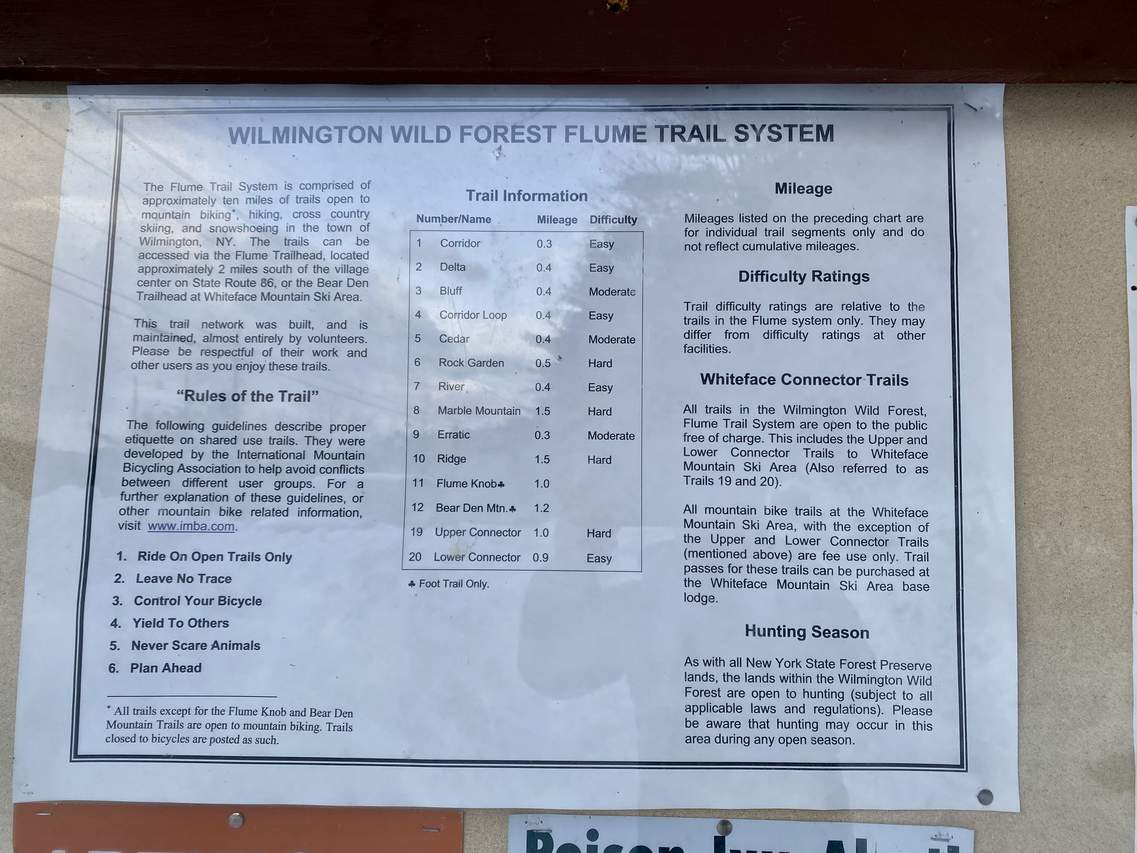 WILMINGTON WILD FOREST FLUME TRAIL SYSTEM
The Flume Trail System is comprised of
approximately ten miles of trails open to
mountain biking*, hiking, cross country
skiing, and snowshoeing in the town of
Wilmington, NY. The trails can be
accessed via the Flume Trailhead, located
approximately 2 miles south of the village
center on State Route 86, or the Bear Den
Trailhead at Whiteface Mountain Ski Area.
This trail network was built, and is
maintained, almost entirely by volunteers.
Please be respectful of their work and
other users as you enjoy these trails.
“Rules of the Trail”
The following guidelines describe proper
etiquette on shared use trails. They were
developed by the International Mountain
Bicycling Association to help avoid conflicts
between different user groups. For a
further explanation of these guidelines, or
other mountain bike related information,
visit www.imba.com.
1. Ride On Open Trails Only
2. Leave No Trace
3. Control Your Bicycle
4. Yield To Others
5. Never Scare Animals
6. Plan Ahead
* All trails except for the Flume Knob and Bear Den
Mountain Trails are open to mountain biking. Trails
closed to bicycles are posted as such.
Trail Information
Number/Name Mileage Difficulty
1 Corridor 0.3 Easy
2 Delta 0.4 Easy
3 Bluff 0.4 Moderate
4 Corridor Loop 0.4 Easy
5 Cedar 0.4 Moderate
6 Rock Garden 0.5 Hard
7 River 0.4 Easy
8 Marble Mountain 1.5 Hard
9 Erratic 0.3 Moderate
10 Ridge 1.5 Hard
11 Flume Knob♣ 1.0
12 Bear Den Mtn.♣ 1.2
19 Upper Connector 1.0 Hard
20 Lower Connector 0.9 Easy
♣ Foot Trail Only.
Mileage
Mileages listed on the preceding chart are
for individual trail segments only and do
not reflect cumulative mileages.
Difficulty Ratings
Trail difficulty ratings are relative to the
trails in the Flume system only. They may
differ from difficulty ratings at other
facilities.
Whiteface Connector Trails
All trails in the Wilmington Wild Forest,
Flume Trail System are open to the public
free of charge. This includes the Upper and
Lower Connector Trails to Whiteface
Mountain Ski Area (Also referred to as
Trails 19 and 20).
All mountain bike trails at the Whiteface
Mountain Ski Area, with the exception of
the Upper and Lower Connector Trails
(mentioned above) are fee use only. Trail
passes for these trails can be purchased at
the Whiteface Mountain Ski Area base
lodge.
Hunting Season
As with all New York State Forest Preserve
lands, the lands within the Wilmington Wild
Forest are open to hunting (subject to all
applicable laws and regulations). Please
be aware that hunting may occur in this
area during any open season.
Poison Ivy Alert!